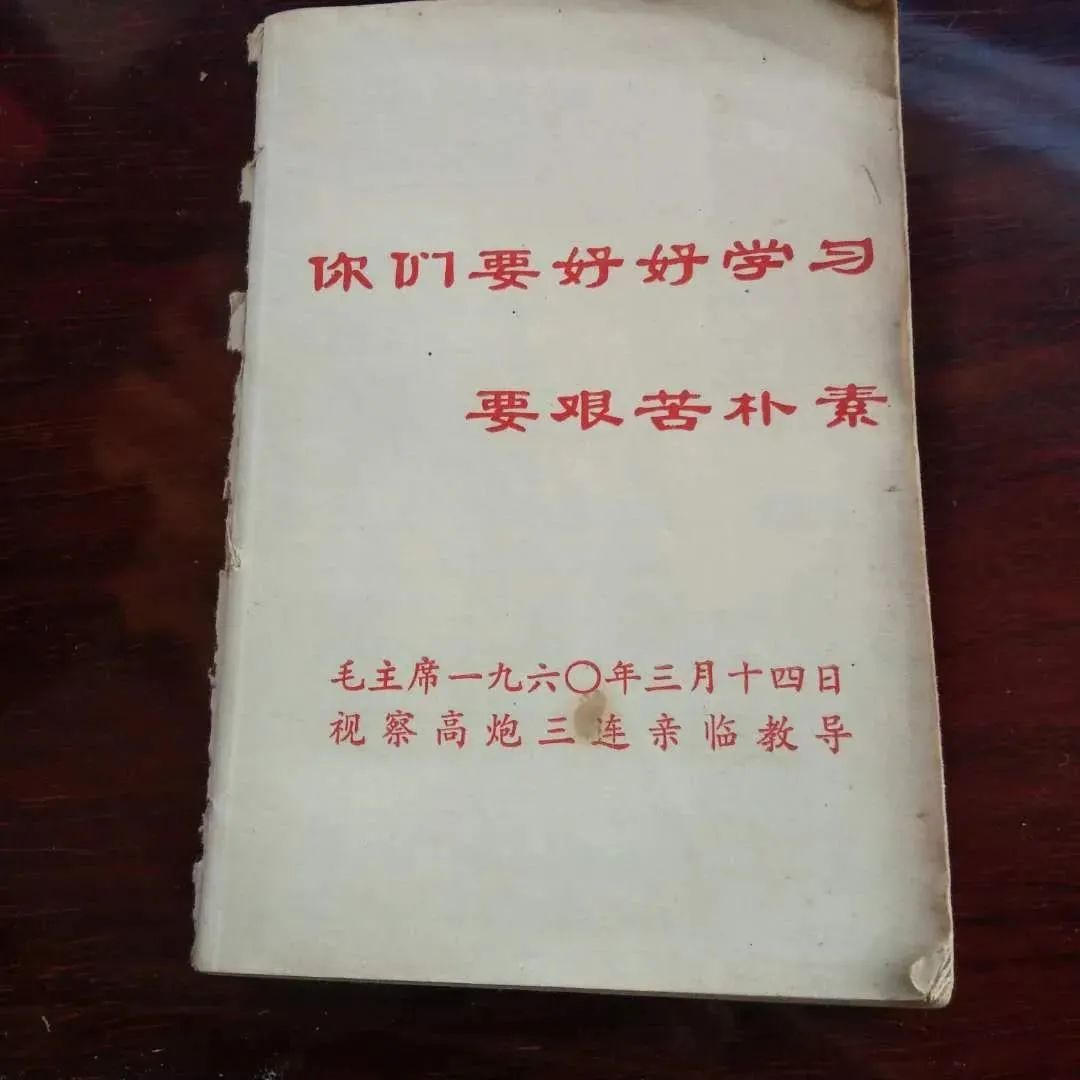 你们要好好学习
要艰苦朴素
毛主席一九六〇年三月十四日
视察高炮三连亲临教导